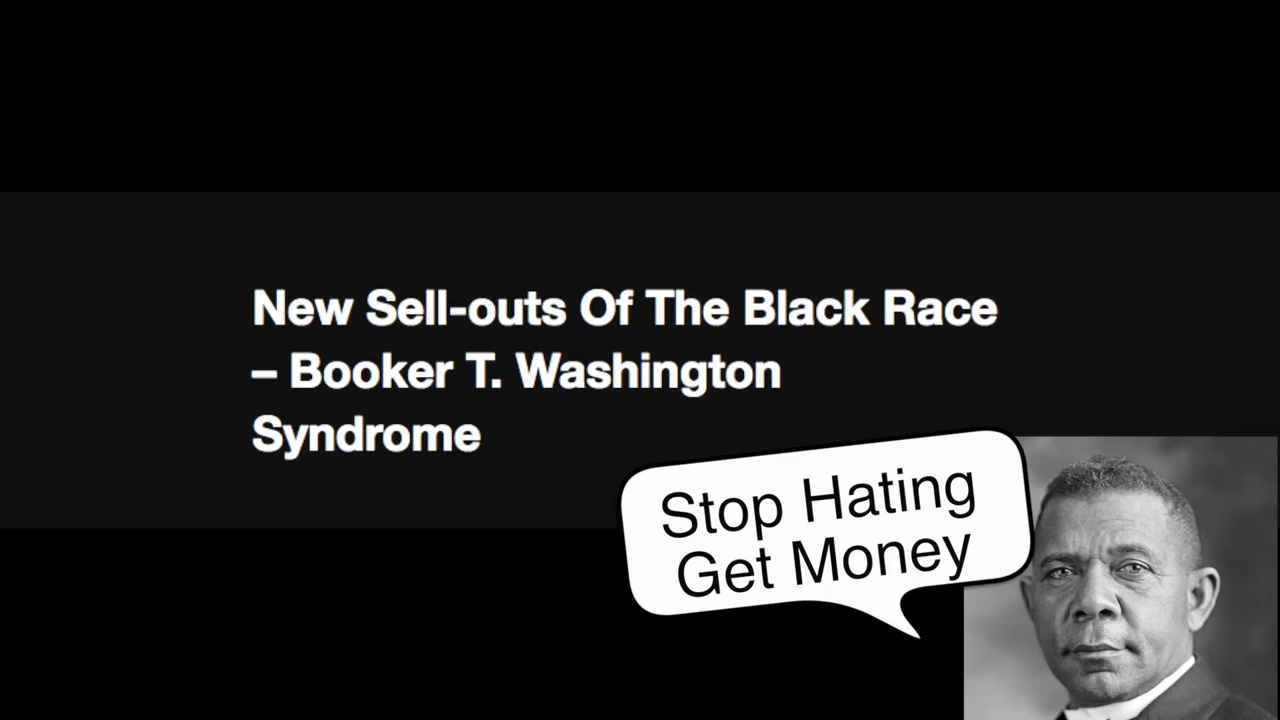 New Sell-outs Of The Black Race
– Booker T. Washington
Syndrome
Stop Hating
Get Money